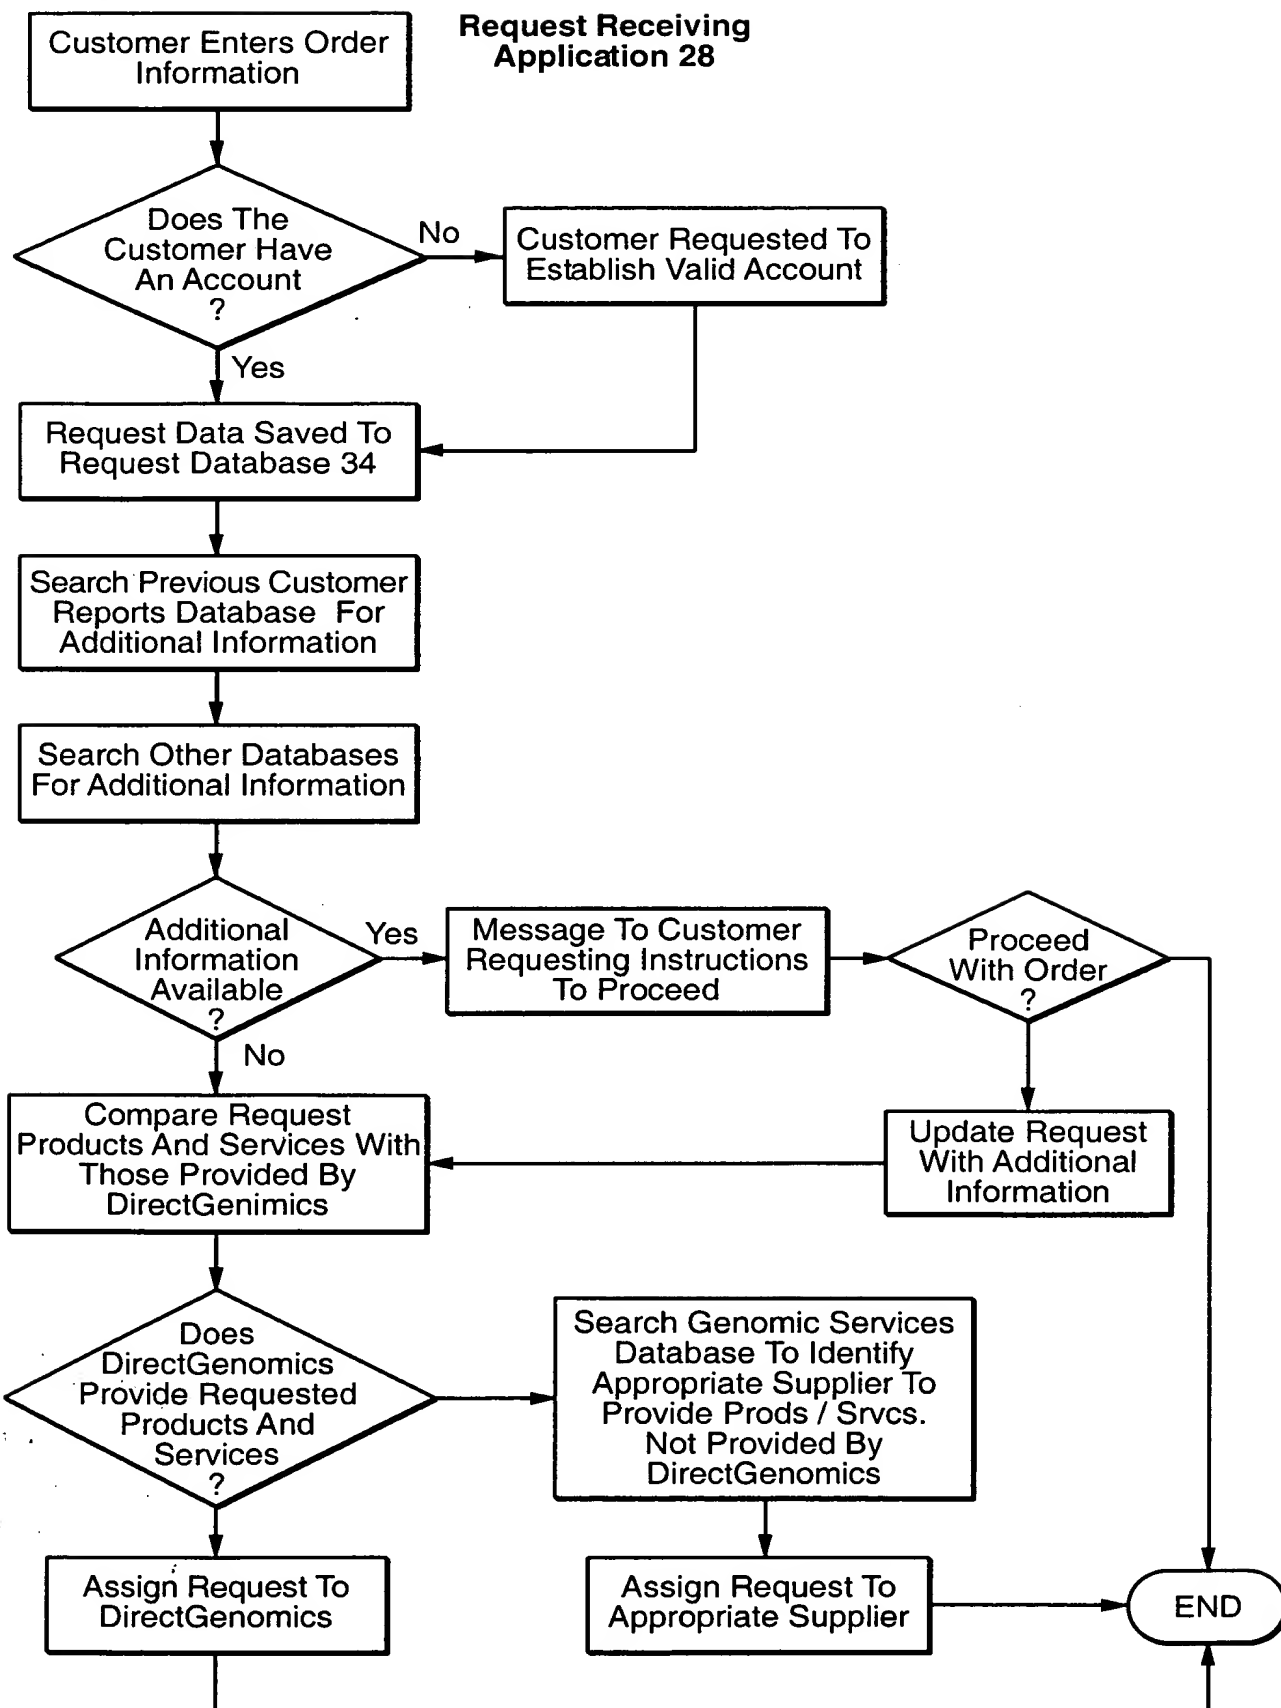 Request Receiving
Application 28
Customer Enters Order
Information
Does The
Customer Have
An Account
?
No
Customer Requested To
Establish Valid Account
Yes
Request Data Saved To
Request Database 34
Search Previous Customer
Reports Database For
Additional Information
Search Other Databases
For Additional Information
Additional
Information
Available
?
Yes
Message To Customer
Requesting Instructions
To Proceed
Proceed
With Order
?
No
Compare Request
Products And Services With
Those Provided By
DirectGenimics
Update Request
With Additional
Information
Does
DirectGenomics
Provide Requested
Products And
Services
?
Search Genomic Services
Database To Identify
Appropriate Supplier To
Provide Prods / Srvcs.
Not Provided By
DirectGenomics
Assign Request To
DirectGenomics
Assign Request To
Appropriate Supplier
END